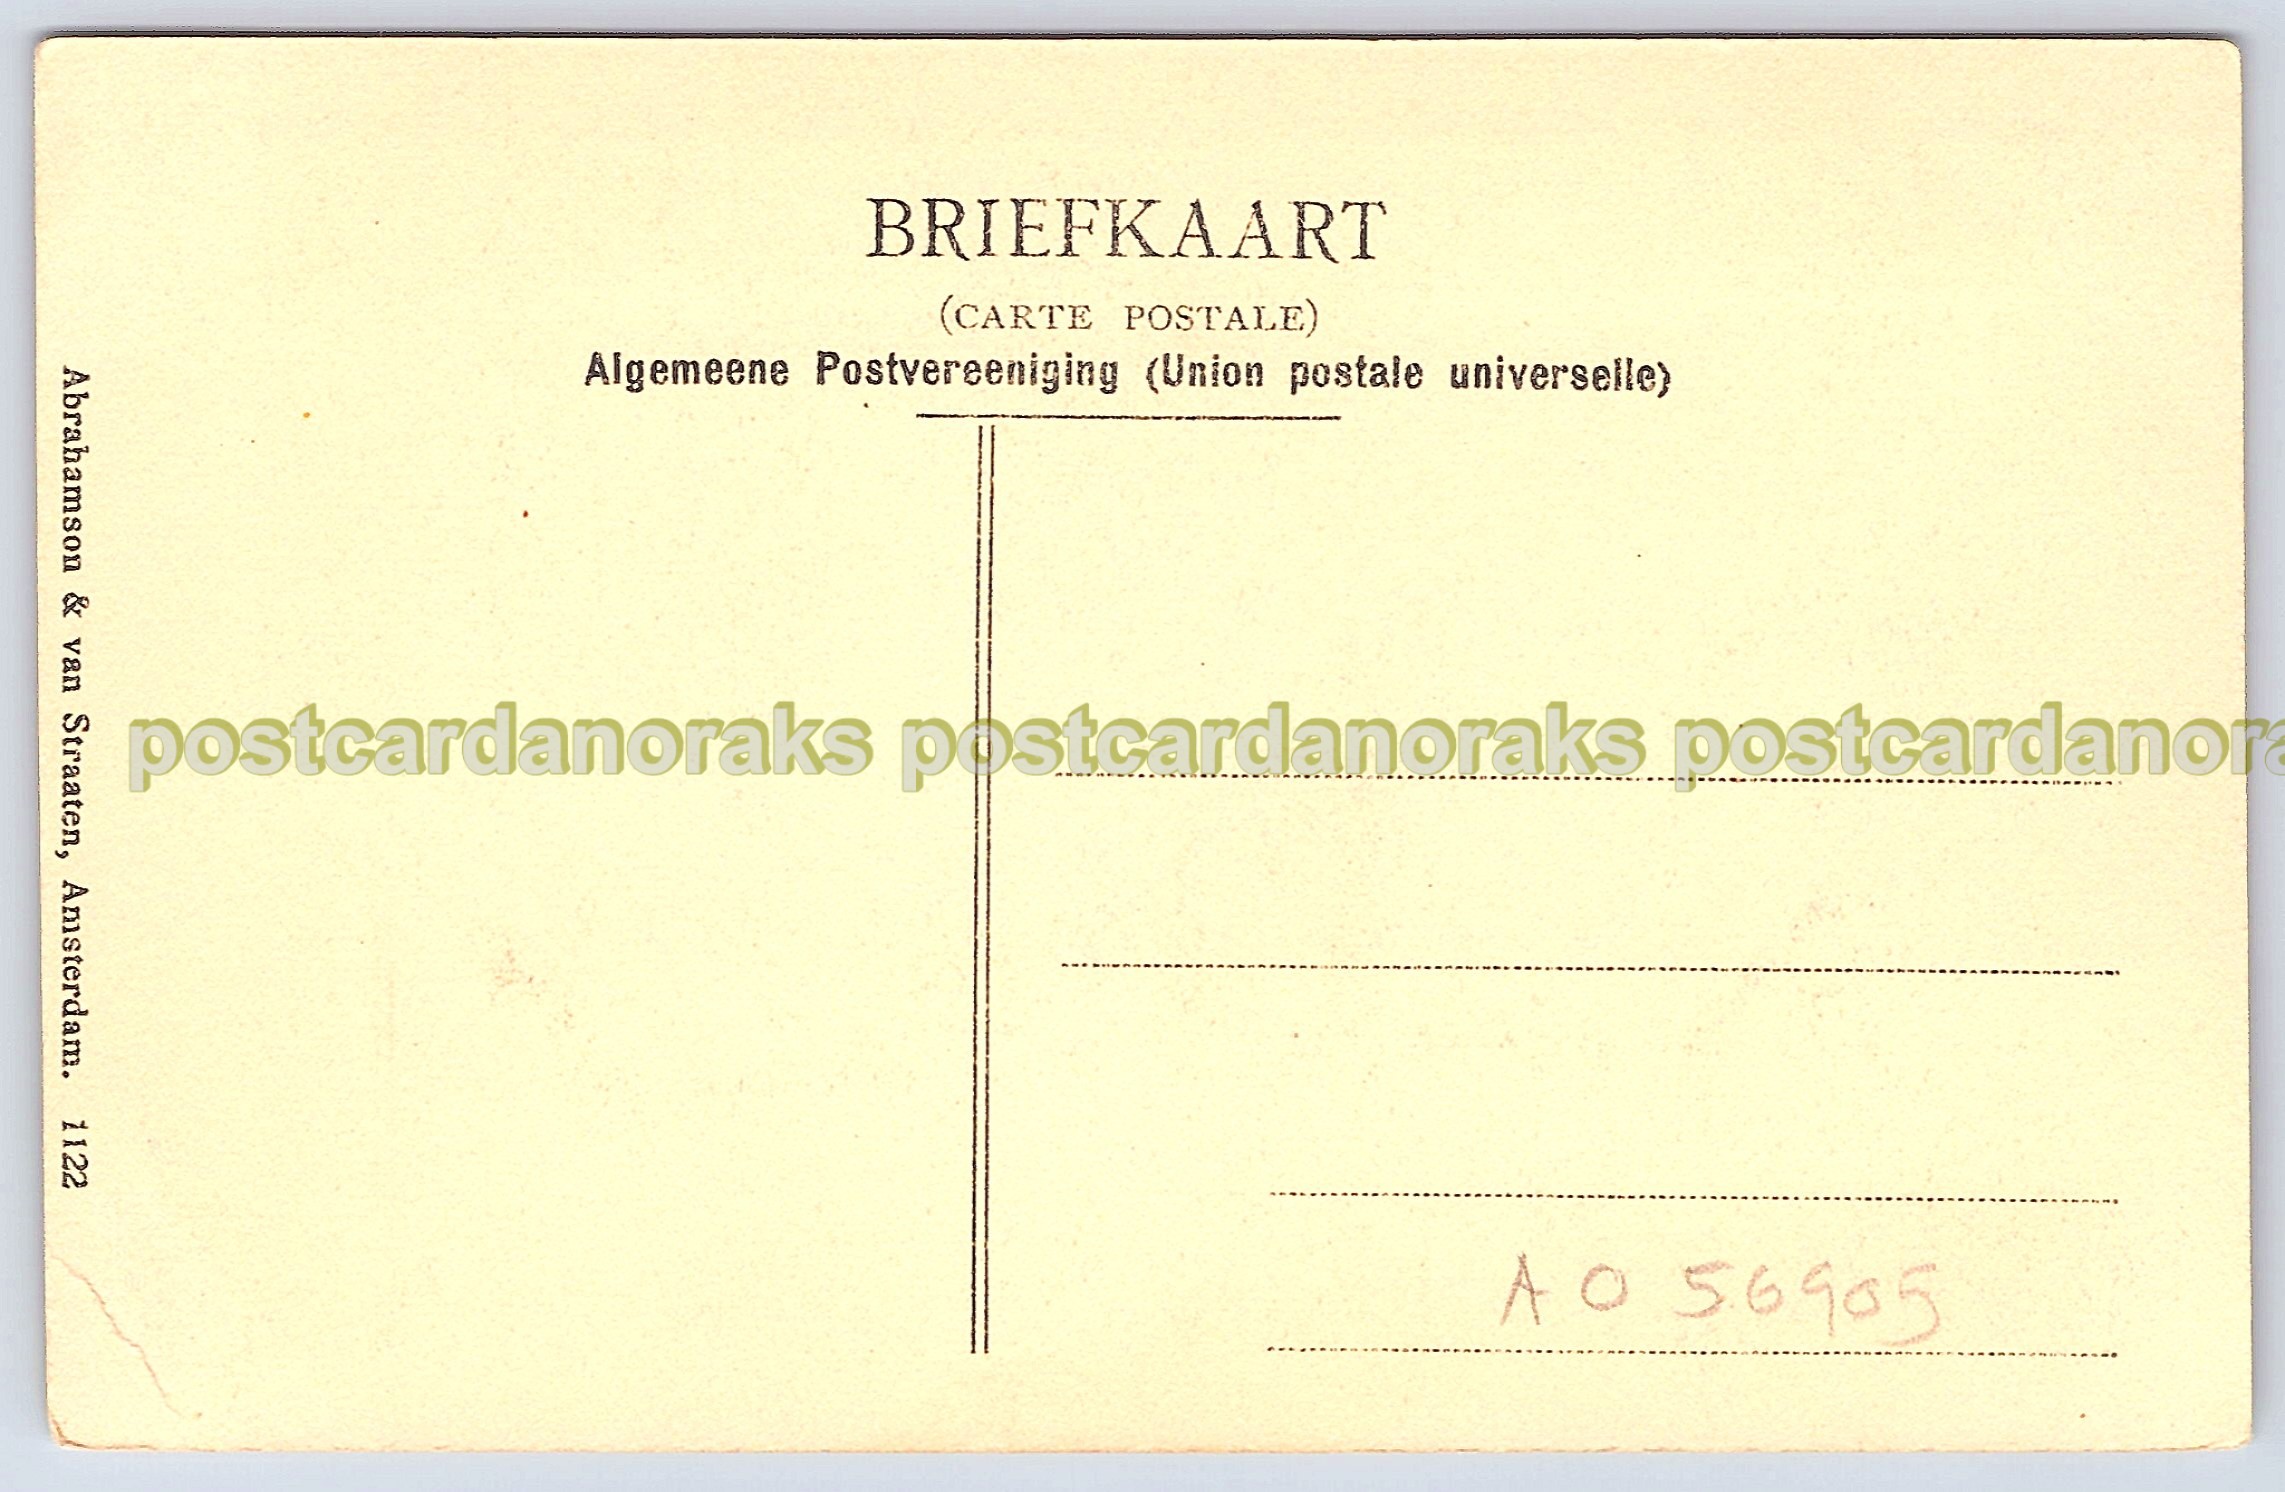 BRIEFKAART
(CARTE POSTALE)
Algemeene Postvereeniging (Union postale universelle)
Abrahamson & van Straaten, Amsterdam. 1122
postcardanoraks postcardanoraks postcardanora
A O 56905